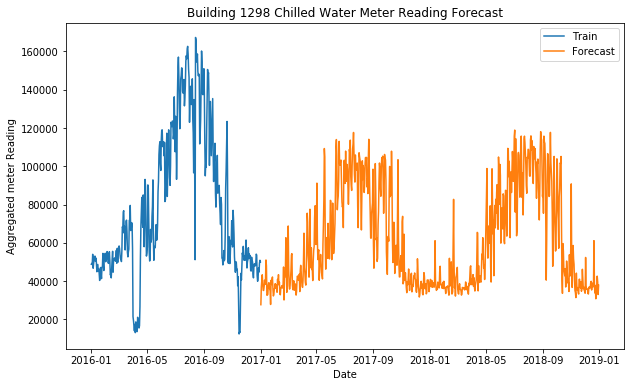 Building 1298 Chilled Water Meter Reading Forecast
Train
Forecast
Aggregated meter Reading
160000
140000
120000
100000
80000
60000
40000
20000
2016-01 2016-05 2016-09 2017-01 2017-05 2017-09 2018-01 2018-05 2018-09 2019-01
Date